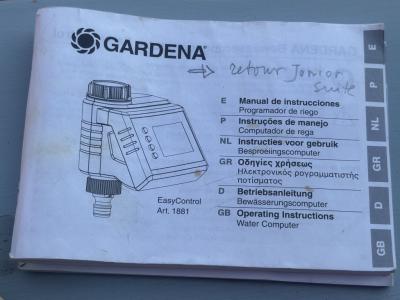 GARDENA®
⇒ retour Junior
suite
E Manual de instrucciones
Programador de riego
P Instruções de manejo
Computador de rega
NL Instructies voor gebruik
Besproeiingscomputer
GR Οδηγίες χρήσεως
Ηλεκτρονικός ρογραμματιστής
ποτίσματος
D Betriebsanleitung
Bewässerungscomputer
GB Operating Instructions
Water Computer
EasyControl
Art. 1881
E
P
NL
GR
D
GB